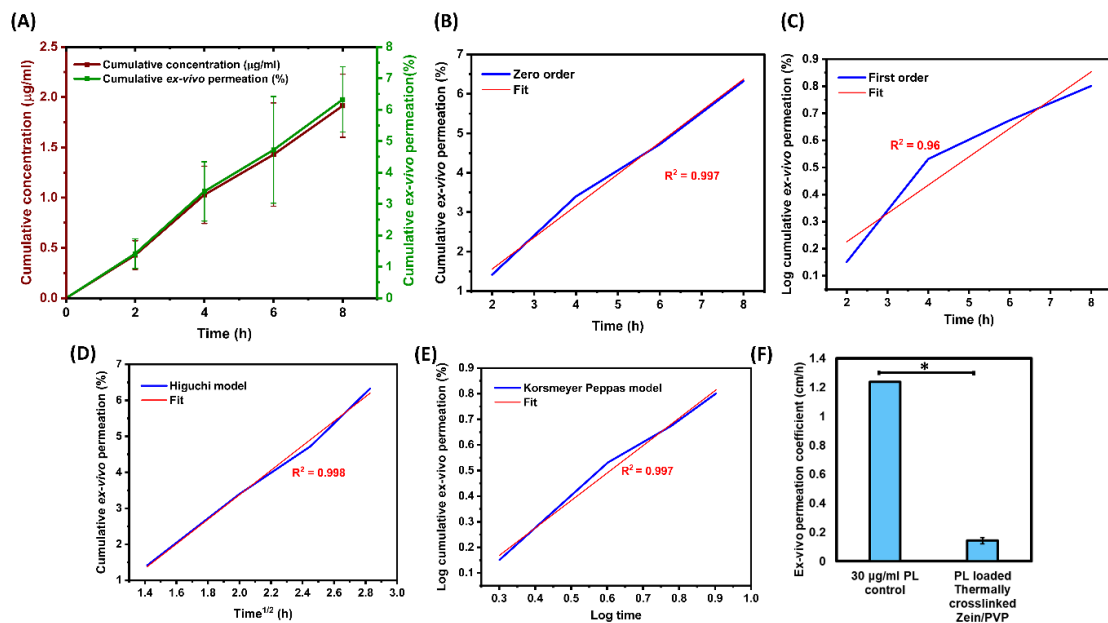 (A)
Cumulative concentration (µg/ml)
Cumulative ex-vivo permeation (%)
Cumulative concentration (µg/ml)
2.5
2.0
1.5
1.0
0.5
0.0
0
2
4
6
8
Time (h)
8
7
6
5
4
3
2
1
0
Cumulative ex-vivo permeation(%)
(B)
Zero order
Fit
R² = 0.997
Cumulative ex-vivo permeation (%)
7
6
5
4
3
2
1
2
3
4
5
6
7
8
Time (h)
(C)
First order
Fit
R² = 0.96
Log cumulative ex-vivo permeation (%)
0.9
0.8
0.7
0.6
0.5
0.4
0.3
0.2
0.1
2
3
4
5
6
7
8
Time (h)
(D)
Higuchi model
Fit
R² = 0.998
Cumulative ex-vivo permeation (%)
7
6
5
4
3
2
1
1.4
1.6
1.8
2.0
2.2
2.4
2.6
2.8
3.0
Time1/2 (h)
(E)
Korsmeyer Peppas model
Fit
R² = 0.997
Log cumulative ex-vivo permeation (%)
0.9
0.8
0.7
0.6
0.5
0.4
0.3
0.2
0.1
0.3
0.4
0.5
0.6
0.7
0.8
0.9
1.0
Log time
(F)
Ex-vivo permeation coefficient (cm/h)
1.4
1.2
1
0.8
0.6
0.4
0.2
0
*
30 µg/ml PL
control
PL loaded
Thermally
crosslinked
Zein/PVP